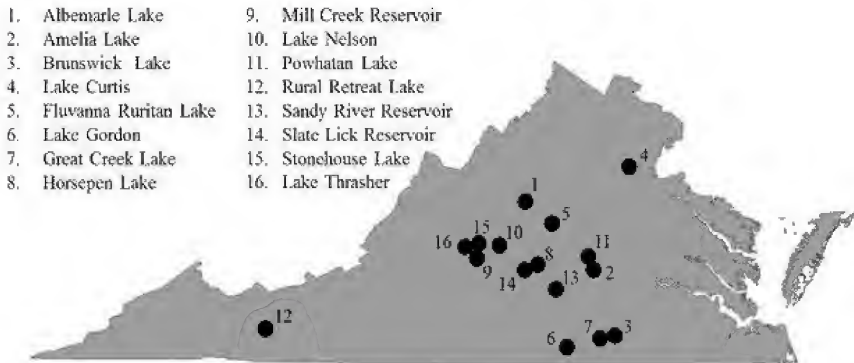 1. Albemarle Lake
2. Amelia Lake
3. Brunswick Lake
4. Lake Curtis
5. Fluvanna Ruritan Lake
6. Lake Gordon
7. Great Creek Lake
8. Horsepen Lake
9. Mill Creek Reservoir
10. Lake Nelson
11. Powhatan Lake
12. Rural Retreat Lake
13. Sandy River Reservoir
14. Slate Lick Reservoir
15. Stonehouse Lake
16. Lake Thrasher
4
1
5
15
16
10
11
9
8
14
2
13
12
7
3
6